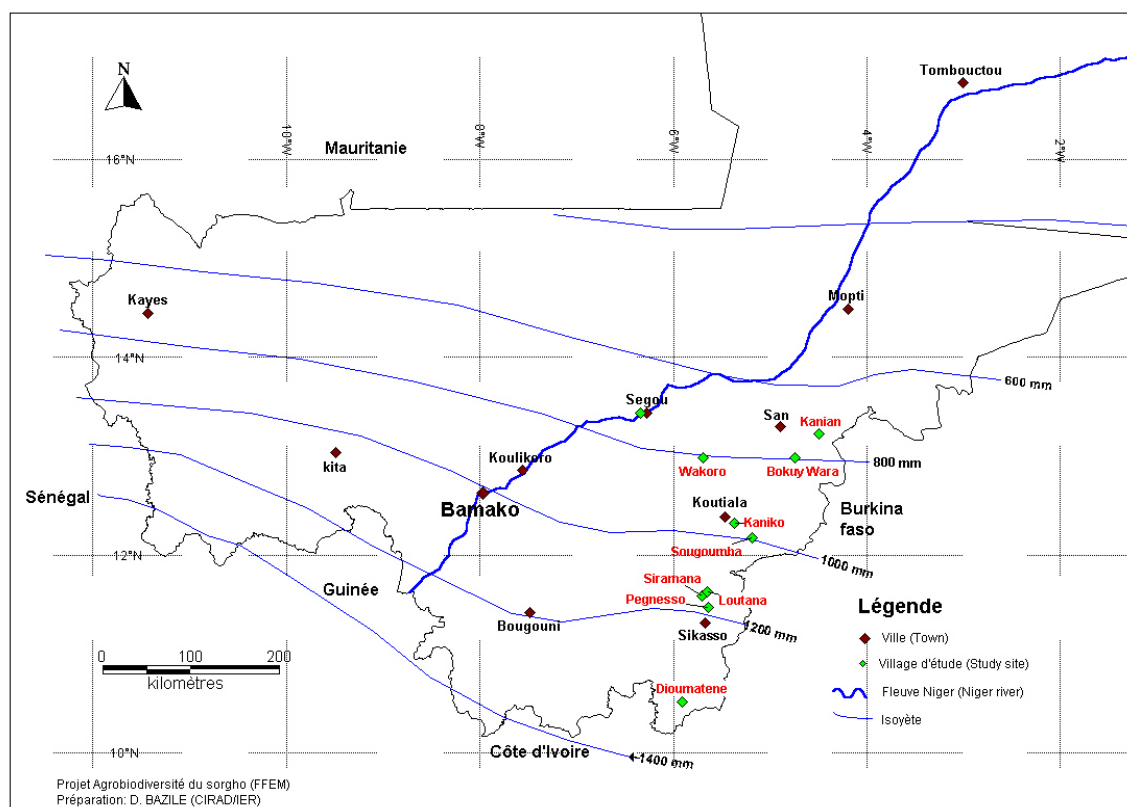 N
Tombouctou
10°W
8°W
6°W
4°W
2°W
Mauritanie
16°N
Kayes
Mopti
14°N
600 mm
Segou
San
Kanian
kita
Koulikoro
Wakoro
Bokuy Wara
800 mm
Sénégal
Bamako
Koutiala
Kaniko
Burkina
faso
Sougoumba
12°N
1000 mm
Guinée
Siramana
Pegnesso
Loutana
Légende
Bougouni
Sikasso
1200 mm
Ville (Town)
0 100 200
kilomètres
Village d'étude (Study site)
Dioumatene
Fleuve Niger (Niger river)
Isoyète
10°N
Côte d'Ivoire
1400 mm
Projet Agrobiodiversité du sorgho (FFEM)
Préparation: D. BAZILE (CIRAD/IER)